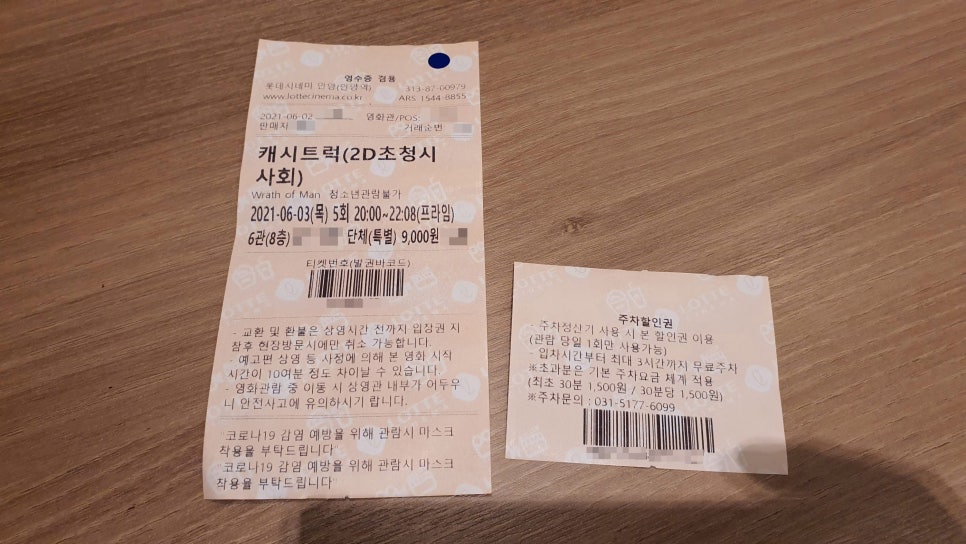 영수증 겸용
롯데시네마 안양(안양역) 313-87-00979
www.lottecinema.co.kr ARS 1544-8855
2021-06-02 영화관/POS:
판매자 거래순번
캐시트럭(2D초청시
사회)
Wrath of Man 청소년관람불가
2021-06-03(목) 5회 20:00~22:08(프라임)
6관(8층) 단체(특별) 9,000원
티켓번호(발권바코드)
- 교환 및 환불은 상영시간 전까지 입장권 지
참후 현장방문시에만 취소 가능합니다.
- 예고편 상영 등 사정에 의해 본 영화 시작
시간이 10여분 정도 차이날 수 있습니다.
- 영화관람 중 이동 시 상영관 내부가 어두우
니 안전사고에 유의하시기 랍니다.
"코로나19 감염 예방을 위해 관람시 마스크
착용을 부탁드립니다"
"코로나19 감염 예방을 위해 관람시 마스크
착용을 부탁드립니다"
주차할인권
- 주차정산기 사용 시 본 할인권 이용
(관람 당일 1회만 사용가능)
- 입차시간부터 최대 3시간까지 무료주차
※초과분은 기본 주차요금 체계 적용
(최초 30분 1,500원 / 30분당 1,500원)
※주차문의 : 031-5177-6099